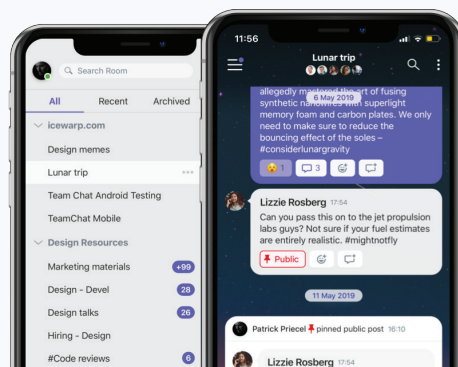 Search Room
All Recent Archived
icewarp.com
Design memes
Lunar trip
Team Chat Android Testing
TeamChat Mobile
Design Resources
Marketing materials +99
Design - Devel 28
Design talks 26
Hiring - Design
#Code reviews 6
11:56
Lunar trip
allegedly mastered the art of fusing
6 May 2019
synthetic nanowires with superlight
memory foam and carbon plates. We only
need to make sure to reduce the
bouncing effect of the soles –
#considerlunargravity
1 3
Lizzie Rosberg 17:54
Can you pass this on to the jet propulsion
labs guys? Not sure if your fuel estimates
are entirely realistic. #mightnotfly
Public
11 May 2019
Patrick Priecel pinned public post 16:10
Lizzie Rosberg 17:54